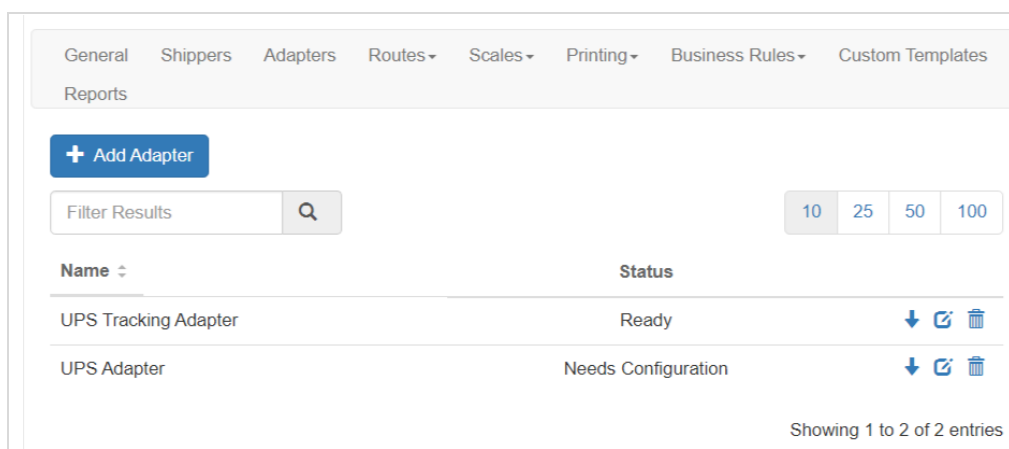 General Shippers Adapters Routes Scales Printing Business Rules Custom Templates
Reports
Add Adapter
Filter Results
10 25 50 100
Name Status
UPS Tracking Adapter Ready
UPS Adapter Needs Configuration
Showing 1 to 2 of 2 entries